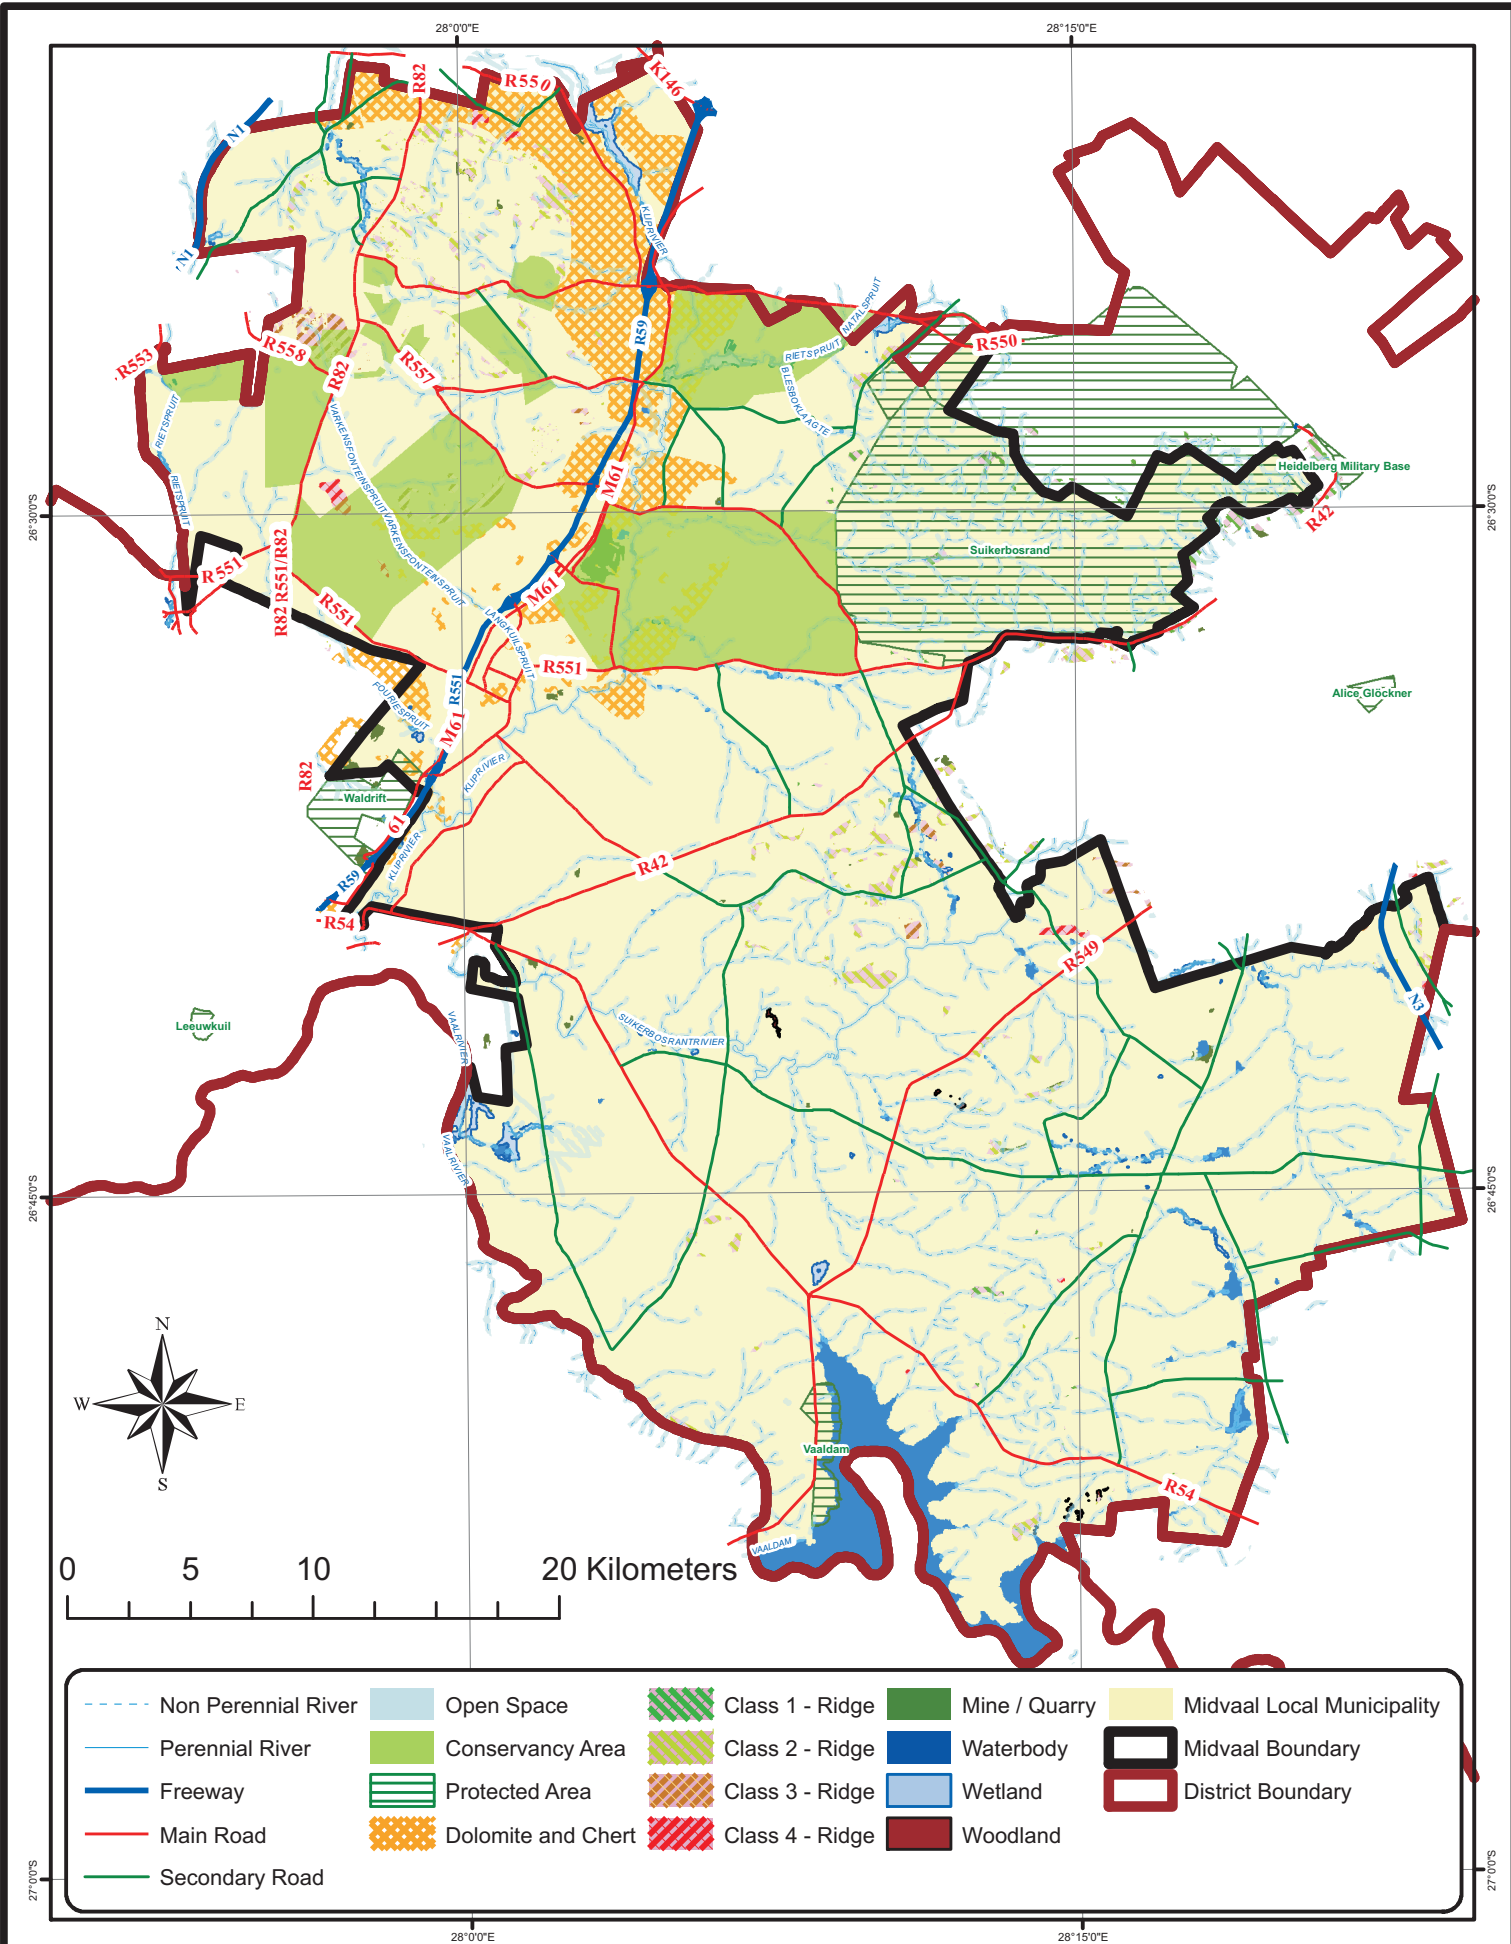 28°0'0"E
28°15'0"E
R82
R550
K146
N1
KLIPRIVIER
N1
NATALSPRUIT
R59
RIETSPRUIT
R550
R558
R553
R82
R557
BLESBOKLAAGTE
RIETSPRUIT
VARKENSFONTEINSPRUIT
Heidelberg Military Base
M61
RIETSPRUIT
26°30'0"S
26°30'0"S
R42
VARKENSFONTEINSPRUIT
Suikerbosrand
R551
R82 R551/R82
M61
R551
LANGKUILSPRUIT
R551
R551
Alice Glöckner
FOURIESPRUIT
M61
R82
KLIPRIVIER
Waldrift
61
KLIPRIVIER
R42
R59
R54
R549
N3
Leeuwkuil
VAALRIVIER
SUIKERBOSRANTRIVIER
VAALRIVIER
26°45'0"S
26°45'0"S
N
W
E
S
Vaaldam
R54
VAALDAM
0 5 10 20 Kilometers
Non Perennial River
Perennial River
Freeway
Main Road
Secondary Road
Open Space
Conservancy Area
Protected Area
Dolomite and Chert
Class 1 - Ridge
Class 2 - Ridge
Class 3 - Ridge
Class 4 - Ridge
Mine / Quarry
Waterbody
Wetland
Woodland
Midvaal Local Municipality
Midvaal Boundary
District Boundary
27°0'0"S
27°0'0"S
28°0'0"E
28°15'0"E